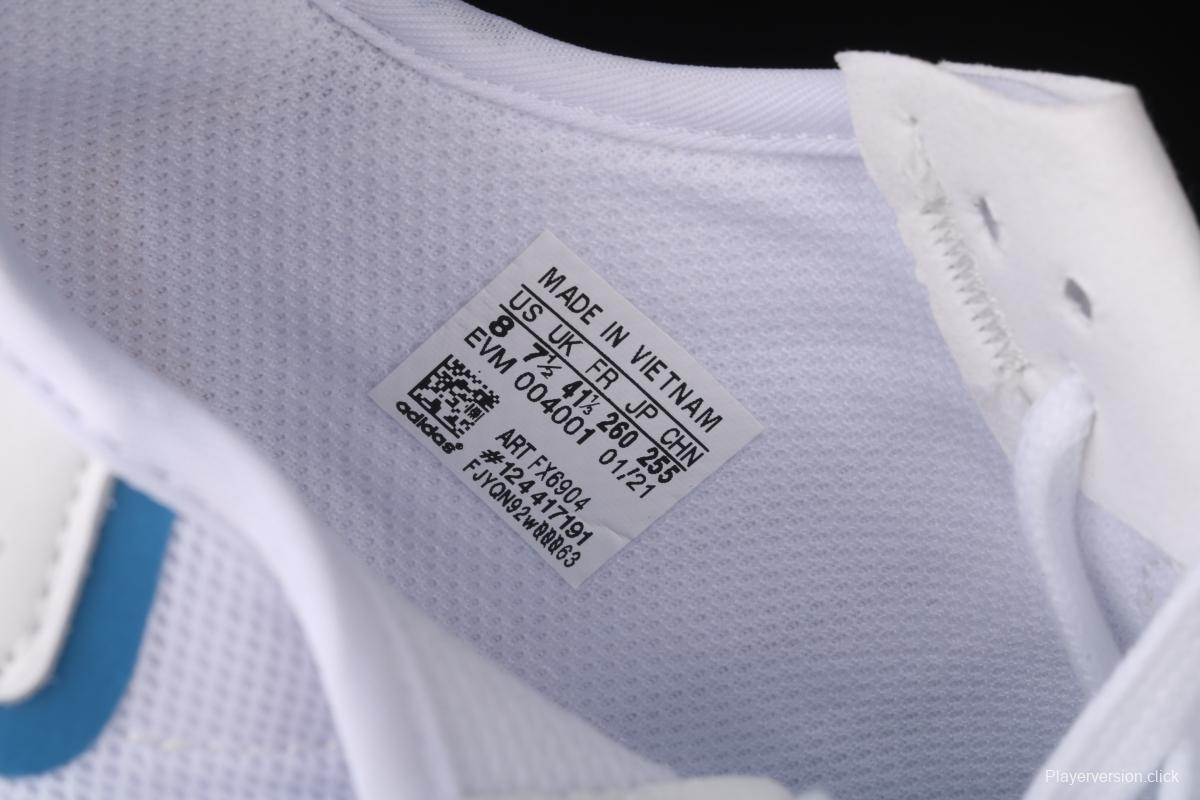 MADE IN VIETNAM
US UK FR JP CHN
8 7½ 41⅓ 260 255
EVM 004001 01/21
adidas®
ART FX6904
#124417191
FJYQN92wQQQ63
Playerversion.click